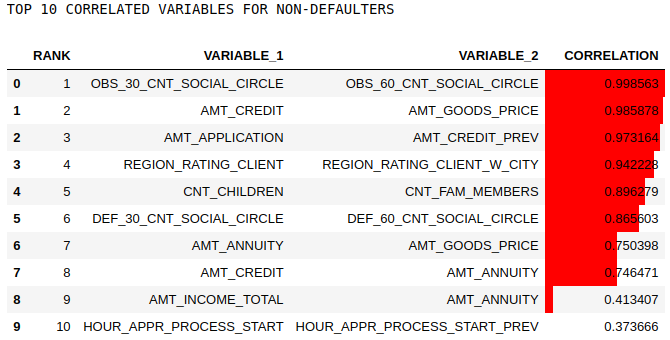 TOP 10 CORRELATED VARIABLES FOR NON-DEFAULTERS
RANK VARIABLE_1 VARIABLE_2 CORRELATION
0 1 OBS_30_CNT_SOCIAL_CIRCLE OBS_60_CNT_SOCIAL_CIRCLE 0.998563
1 2 AMT_CREDIT AMT_GOODS_PRICE 0.985878
2 3 AMT_APPLICATION AMT_CREDIT_PREV 0.973164
3 4 REGION_RATING_CLIENT REGION_RATING_CLIENT_W_CITY 0.942228
4 5 CNT_CHILDREN CNT_FAM_MEMBERS 0.896279
5 6 DEF_30_CNT_SOCIAL_CIRCLE DEF_60_CNT_SOCIAL_CIRCLE 0.865603
6 7 AMT_ANNUITY AMT_GOODS_PRICE 0.750398
7 8 AMT_CREDIT AMT_ANNUITY 0.746471
8 9 AMT_INCOME_TOTAL AMT_ANNUITY 0.413407
9 10 HOUR_APPR_PROCESS_START HOUR_APPR_PROCESS_START_PREV 0.373666